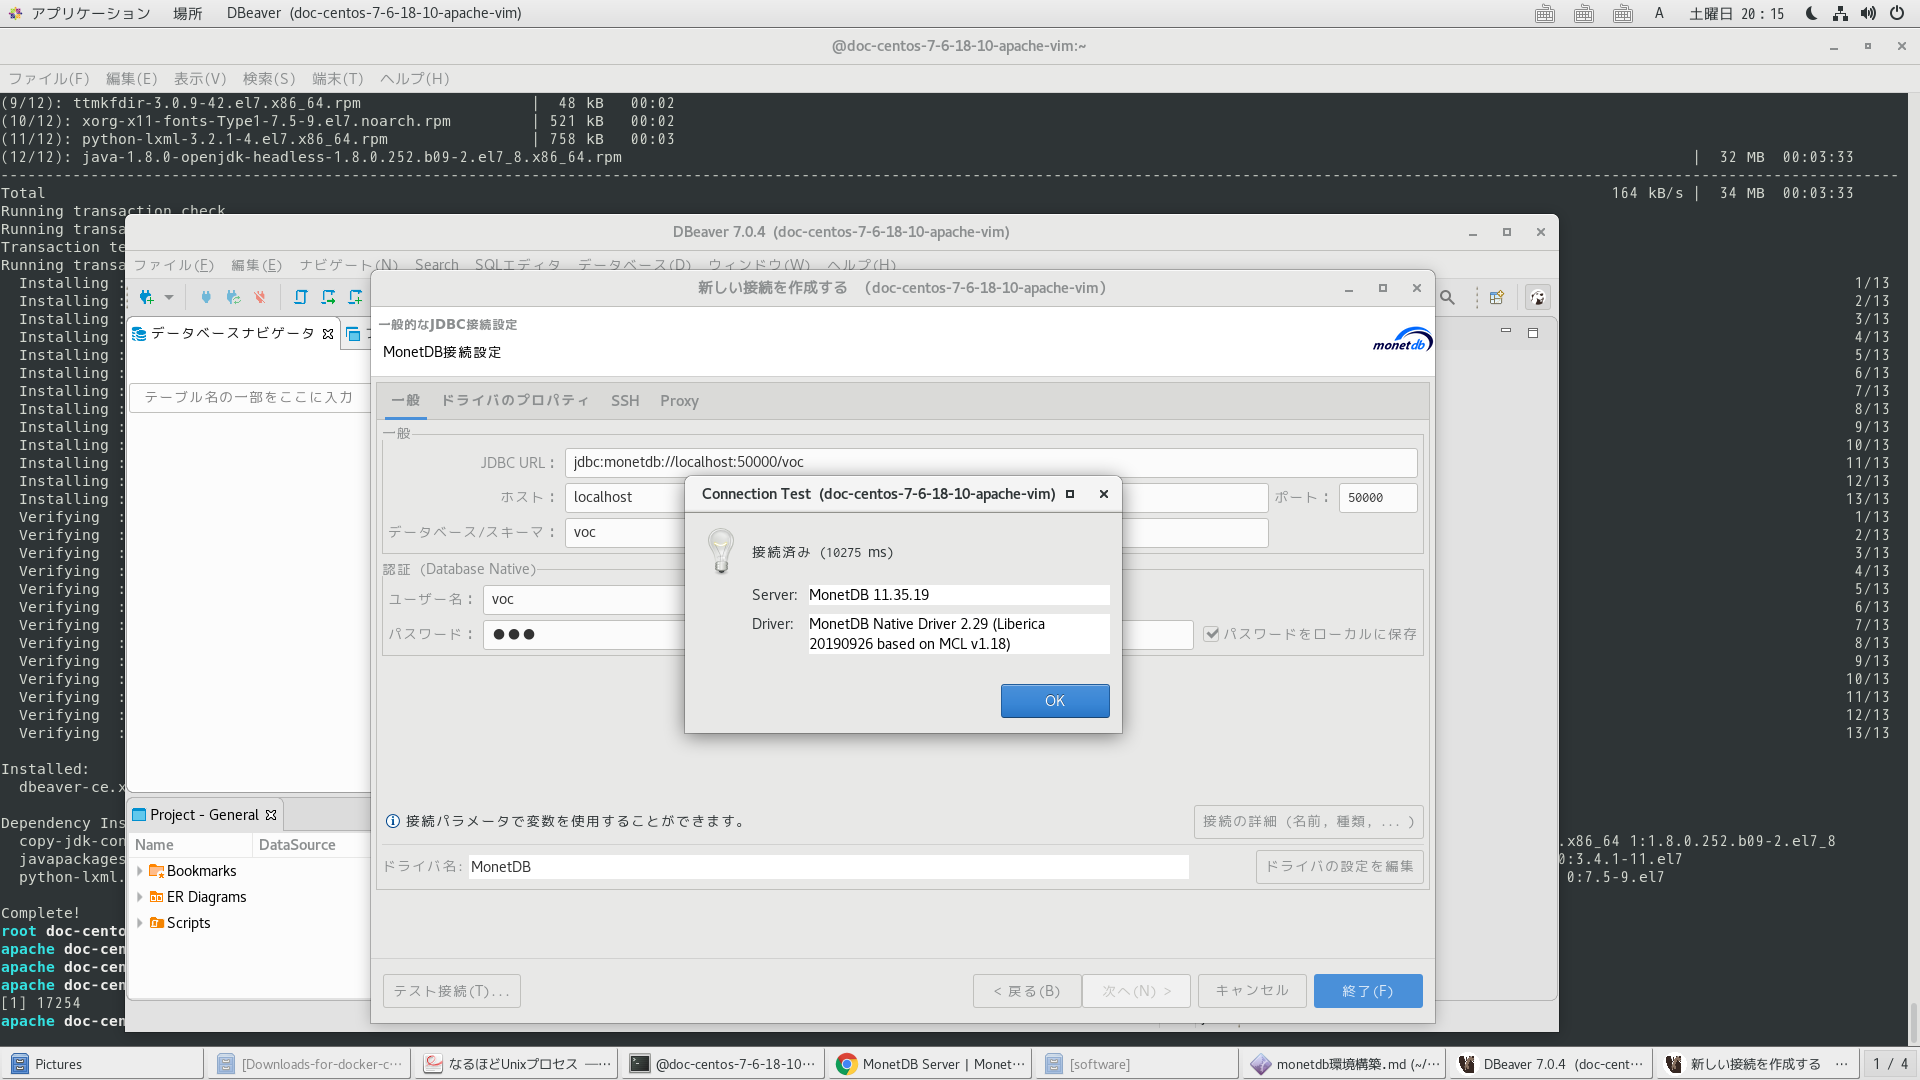 アプリケーション 場所 DBeaver (doc-centos-7-6-18-10-apache-vim) A 土曜日 20：15
@doc-centos-7-6-18-10-apache-vim:~
ファイル(F) 編集(E) 表示(V) 検索(S) 端末(T) ヘルプ(H)
(9/12): ttmkfdir-3.0.9-42.el7.x86_64.rpm | 48 kB 00:02
(10/12): xorg-x11-fonts-Type1-7.5-9.el7.noarch.rpm | 521 kB 00:02
(11/12): python-lxml-3.2.1-4.el7.x86_64.rpm | 758 kB 00:03
(12/12): java-1.8.0-openjdk-headless-1.8.0.252.b09-2.el7_8.x86_64.rpm | 32 MB 00:03:33
Total 164 kB/s | 34 MB 00:03:33
Running transaction check
Running transa
Transaction te
Running transa
Installing : 1/13
Installing : 2/13
Installing : 3/13
Installing : 4/13
Installing : 5/13
Installing : 6/13
Installing : 7/13
Installing : 8/13
Installing : 9/13
Installing : 10/13
Installing : 11/13
Installing : 12/13
Installing : 13/13
Verifying : 1/13
Verifying : 2/13
Verifying : 3/13
Verifying : 4/13
Verifying : 5/13
Verifying : 6/13
Verifying : 7/13
Verifying : 8/13
Verifying : 9/13
Verifying : 10/13
Verifying : 11/13
Verifying : 12/13
Verifying : 13/13
Installed:
dbeaver-ce.x
Dependency Ins
copy-jdk-con .x86_64 1:1.8.0.252.b09-2.el7_8
javapackages 0:3.4.1-11.el7
python-lxml. 0:7.5-9.el7
Complete!
root doc-cento
apache doc-cen
apache doc-cen
apache doc-cen
[1] 17254
apache doc-cen
DBeaver 7.0.4 (doc-centos-7-6-18-10-apache-vim)
ファイル(F) 編集(E) ナビゲート(N) Search SQLエディタ データベース(D) ウィンドウ(W) ヘルプ(H)
データベースナビゲータ
テーブル名の一部をここに入力
Project - General
Name DataSource
Bookmarks
ER Diagrams
Scripts
新しい接続を作成する (doc-centos-7-6-18-10-apache-vim)
一般的なJDBC接続設定
MonetDB接続設定
monetdb
一般 ドライバのプロパティ SSH Proxy
一般
JDBC URL： jdbc:monetdb://localhost:50000/voc
ホスト： localhost ポート： 50000
データベース/スキーマ： voc
認証 (Database Native)
ユーザー名： voc
パスワード： ●●● パスワードをローカルに保存
接続パラメータで変数を使用することができます。 接続の詳細 (名前, 種類, ... )
ドライバ名: MonetDB ドライバの設定を編集
テスト接続(T)... < 戻る(B) 次へ(N) > キャンセル 終了(F)
Connection Test (doc-centos-7-6-18-10-apache-vim)
接続済み (10275 ms)
Server: MonetDB 11.35.19
Driver: MonetDB Native Driver 2.29 (Liberica
20190926 based on MCL v1.18)
OK
Pictures [Downloads-for-docker-c… なるほどUnixプロセス —… @doc-centos-7-6-18-10… MonetDB Server | Monet… [software] monetdb環境構築.md (~/… DBeaver 7.0.4 (doc-cent… 新しい接続を作成する … 1 / 4